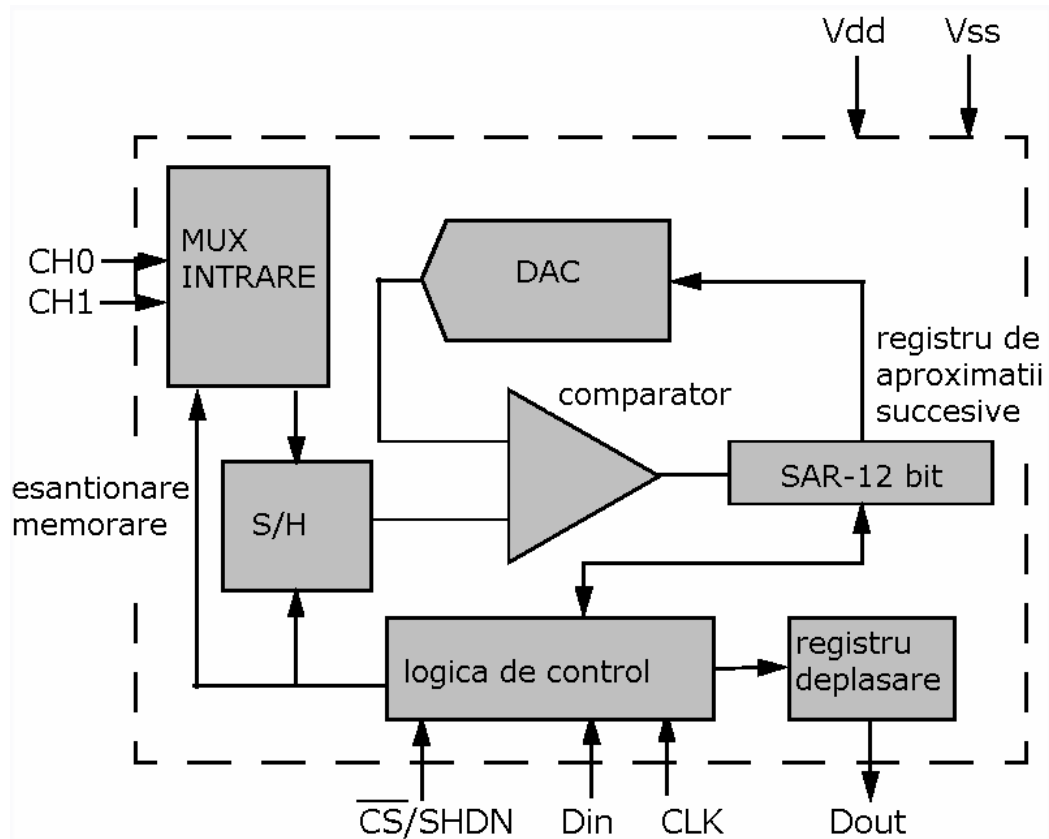 Vdd
Vss
MUX
INTRARE
CH0
CH1
DAC
registru de
aproximatii
succesive
comparator
SAR-12 bit
esantionare
memorare
S/H
logica de control
registru
deplasare
C̅S̅/SHDN
Din
CLK
Dout